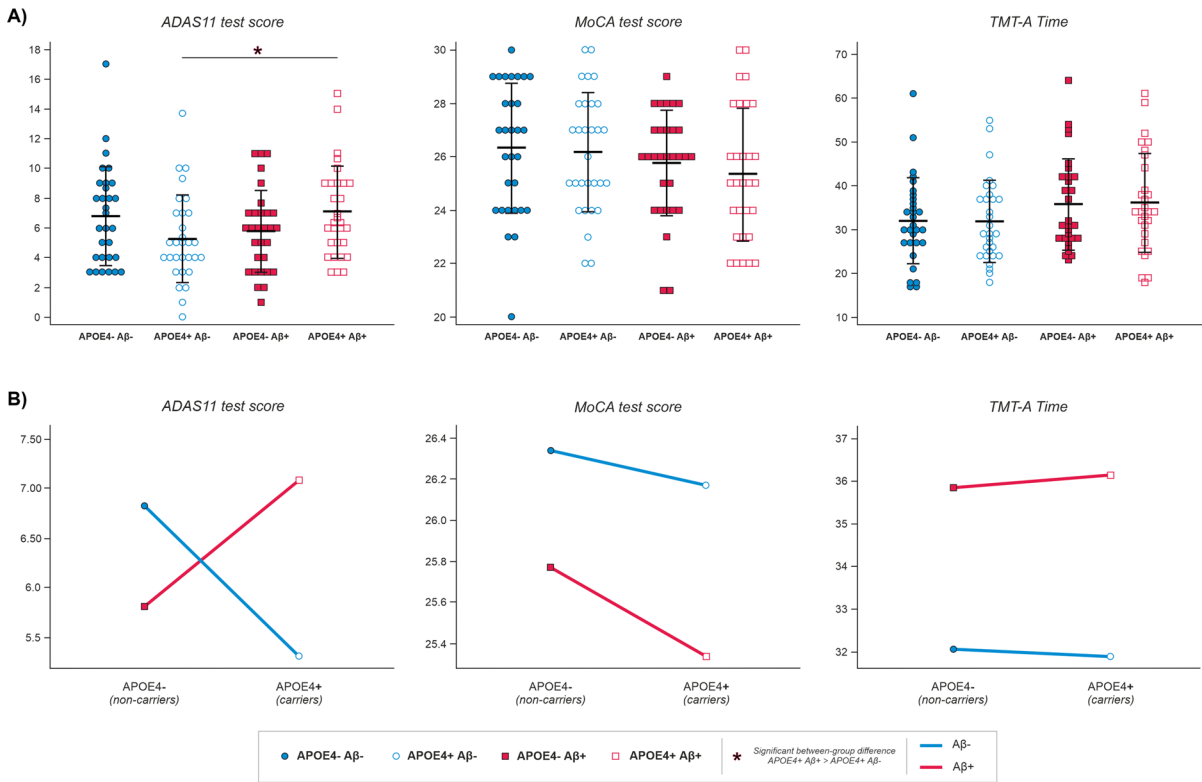 A)
ADAS11 test score
18
16
14
12
10
8
6
4
2
0
*
APOE4- Aβ-
APOE4+ Aβ-
APOE4- Aβ+
APOE4+ Aβ+
MoCA test score
30
28
26
24
22
20
APOE4- Aβ-
APOE4+ Aβ-
APOE4- Aβ+
APOE4+ Aβ+
TMT-A Time
70
60
50
40
30
20
10
APOE4- Aβ-
APOE4+ Aβ-
APOE4- Aβ+
APOE4+ Aβ+
B)
ADAS11 test score
7.50
7.00
6.50
6.0
5.5
APOE4-
(non-carriers)
APOE4+
(carriers)
MoCA test score
26.4
26.2
26.0
25.8
25.6
25.4
APOE4-
(non-carriers)
APOE4+
(carriers)
TMT-A Time
37
36
35
34
33
32
APOE4-
(non-carriers)
APOE4+
(carriers)
APOE4- Aβ-
APOE4+ Aβ-
APOE4- Aβ+
APOE4+ Aβ+
*
Significant between-group difference
APOE4+ Aβ+ > APOE4+ Aβ-
Aβ-
Aβ+